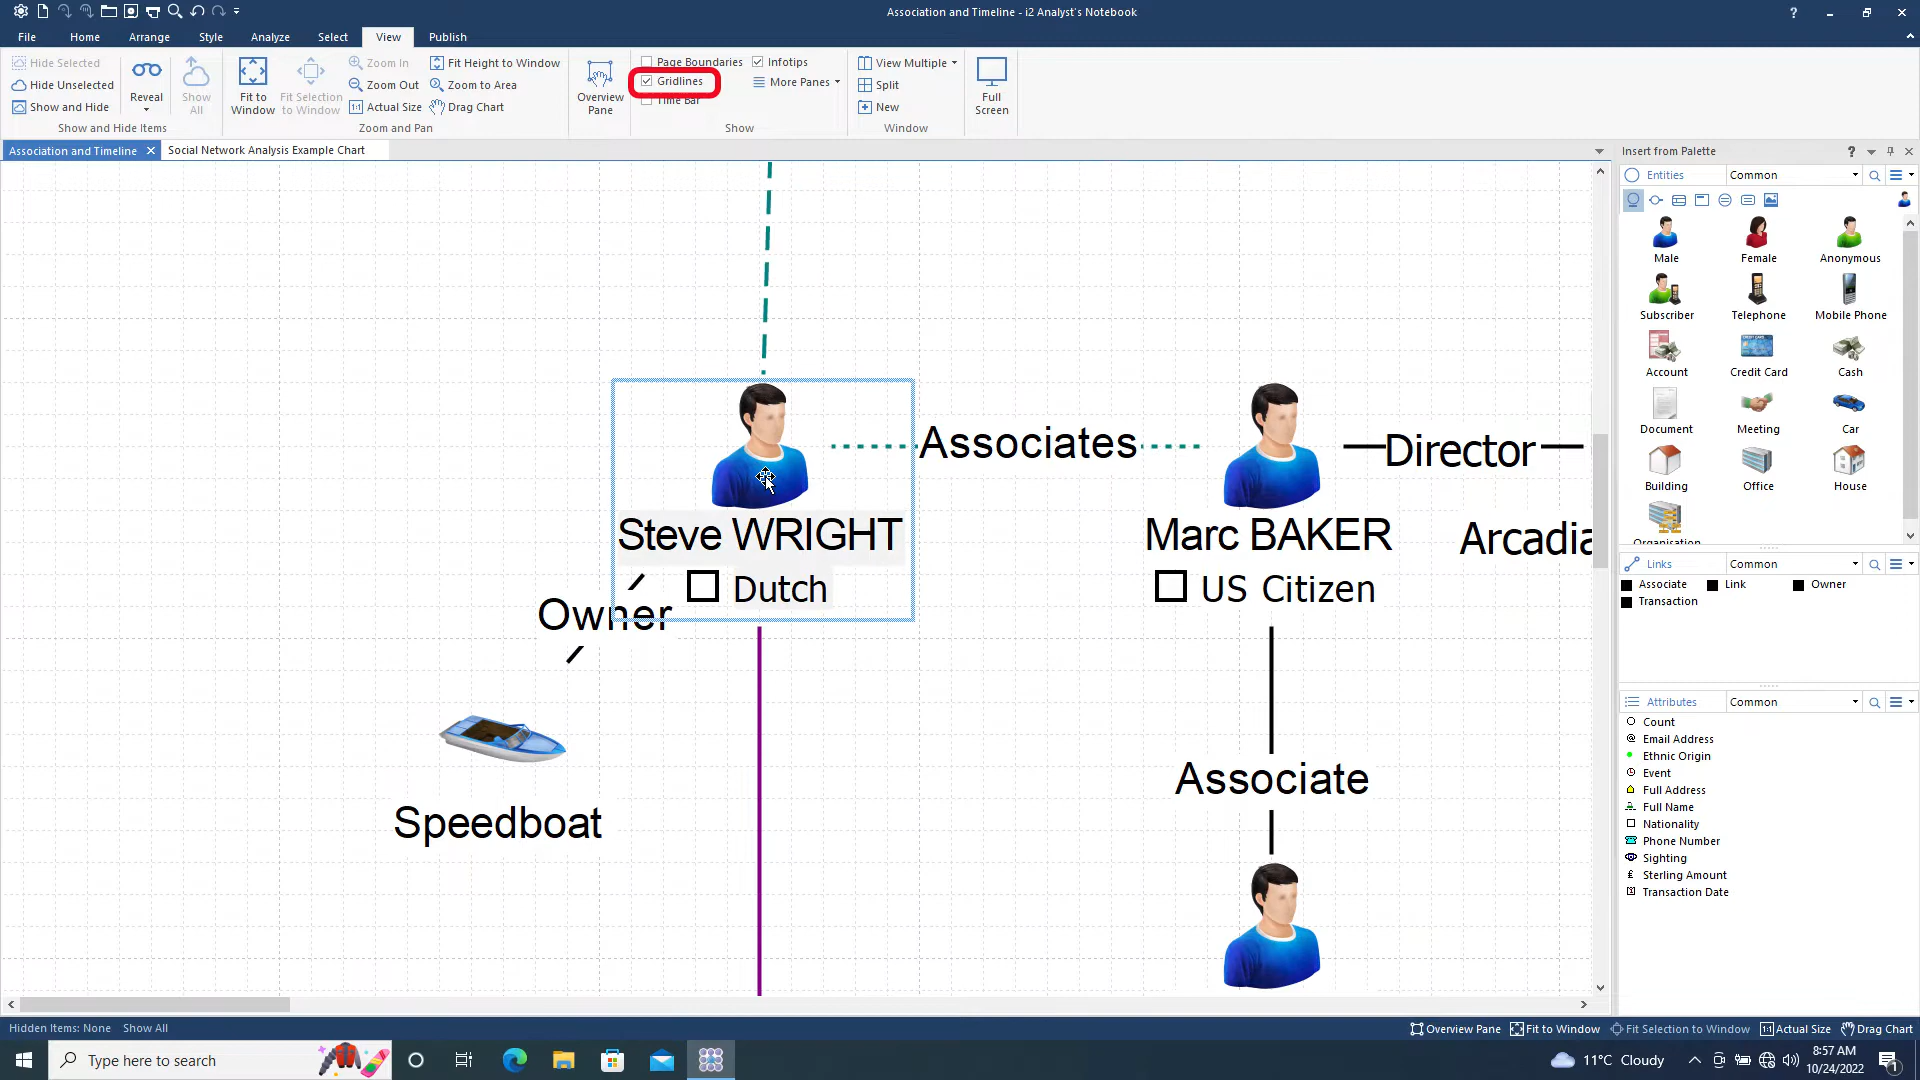 Association and Timeline - i2 Analyst's Notebook
File Home Arrange Style Analyze Select View Publish
Hide Selected
Hide Unselected
Show and Hide
Reveal
Show All
Show and Hide Items
Fit to Window
Fit Selection to Window
Zoom In
Zoom Out
Actual Size
Fit Height to Window
Zoom to Area
Drag Chart
Zoom and Pan
Overview Pane
Page Boundaries
Gridlines
Time Bar
Infotips
More Panes
Show
View Multiple
Split
New
Window
Full Screen
Association and Timeline
Social Network Analysis Example Chart
Associates
Director
Steve WRIGHT
Dutch
Marc BAKER
US Citizen
Arcadia
Owner
Speedboat
Associate
Insert from Palette
Entities Common
Male Female Anonymous
Subscriber Telephone Mobile Phone
Account Credit Card Cash
Document Meeting Car
Building Office House
Organisation
Links Common
Associate Link Owner
Transaction
Attributes Common
Count
Email Address
Ethnic Origin
Event
Full Address
Full Name
Nationality
Phone Number
Sighting
Sterling Amount
Transaction Date
Hidden Items: None Show All
Overview Pane Fit to Window Fit Selection to Window Actual Size Drag Chart
Type here to search
11°C Cloudy
8:57 AM
10/24/2022
1